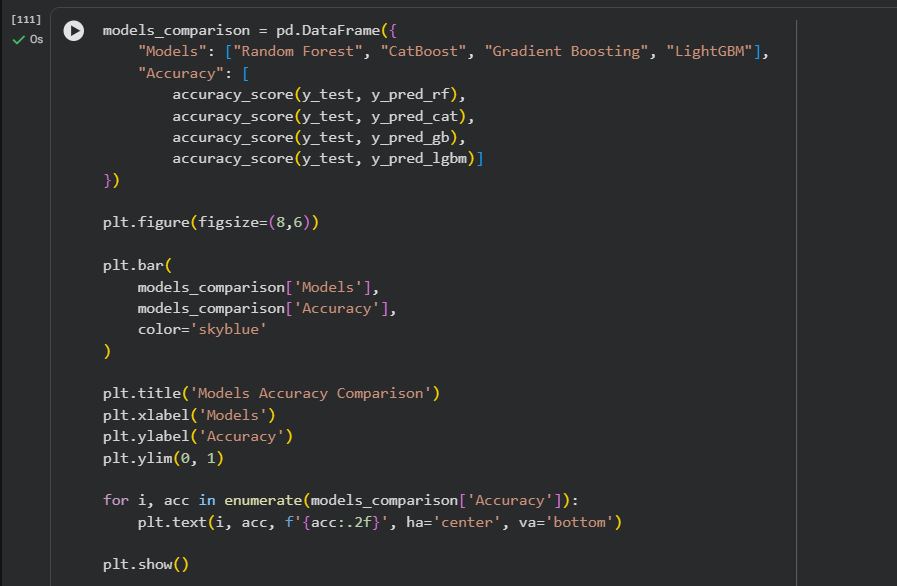 [111]
✓ 0s
models_comparison = pd.DataFrame({
    "Models": ["Random Forest", "CatBoost", "Gradient Boosting", "LightGBM"],
    "Accuracy": [
        accuracy_score(y_test, y_pred_rf),
        accuracy_score(y_test, y_pred_cat),
        accuracy_score(y_test, y_pred_gb),
        accuracy_score(y_test, y_pred_lgbm)]
})

plt.figure(figsize=(8,6))

plt.bar(
    models_comparison['Models'],
    models_comparison['Accuracy'],
    color='skyblue'
)

plt.title('Models Accuracy Comparison')
plt.xlabel('Models')
plt.ylabel('Accuracy')
plt.ylim(0, 1)

for i, acc in enumerate(models_comparison['Accuracy']):
    plt.text(i, acc, f'{acc:.2f}', ha='center', va='bottom')

plt.show()